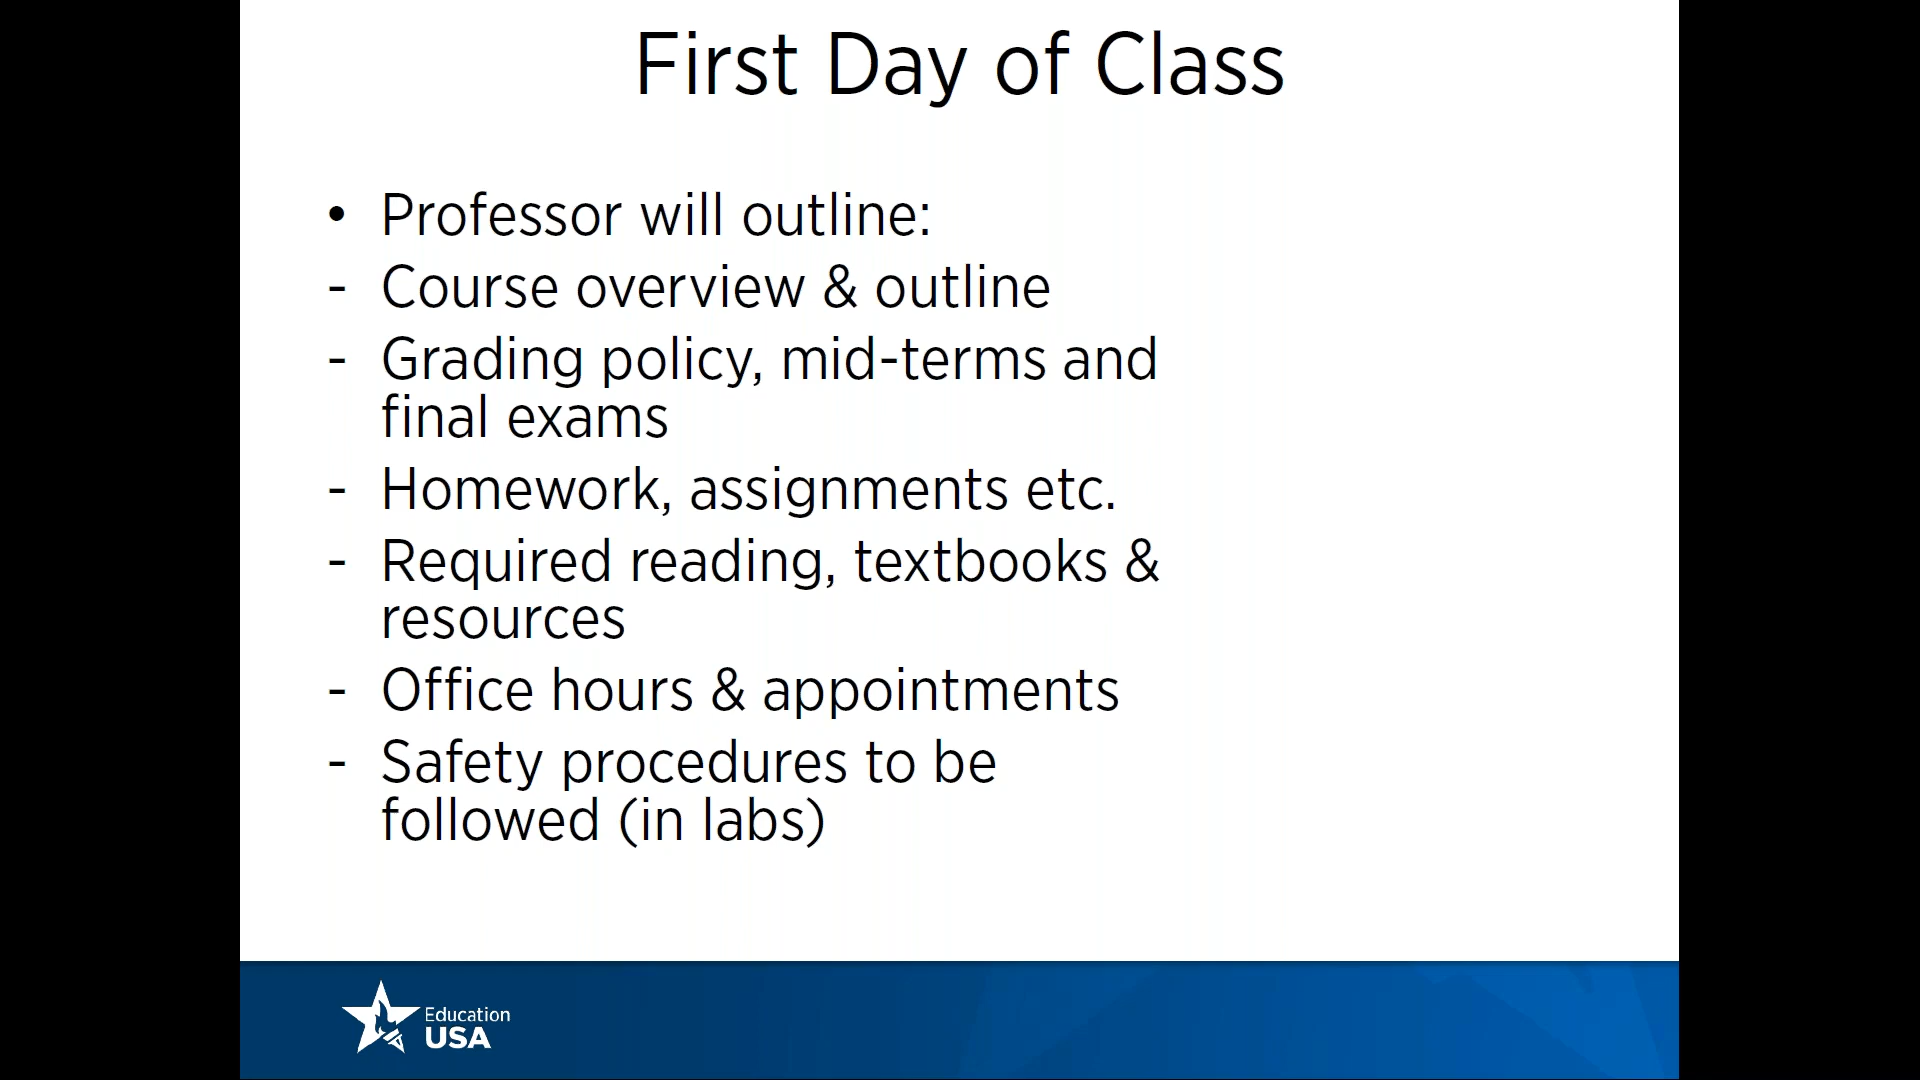 First Day of Class
• Professor will outline:
- Course overview & outline
- Grading policy, mid-terms and
final exams
- Homework, assignments etc.
- Required reading, textbooks &
resources
- Office hours & appointments
- Safety procedures to be
followed (in labs)
Education
USA